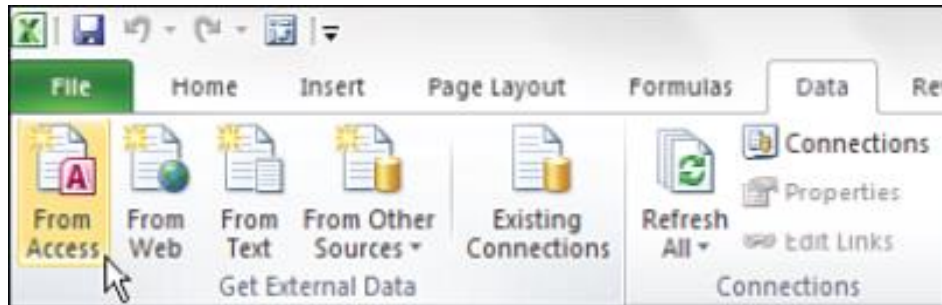 File Home Insert Page Layout Formulas Data Re
Connections
Properties
From From From From Other Existing Refresh Edit Links
Access Web Text Sources Connections All
Get External Data Connections